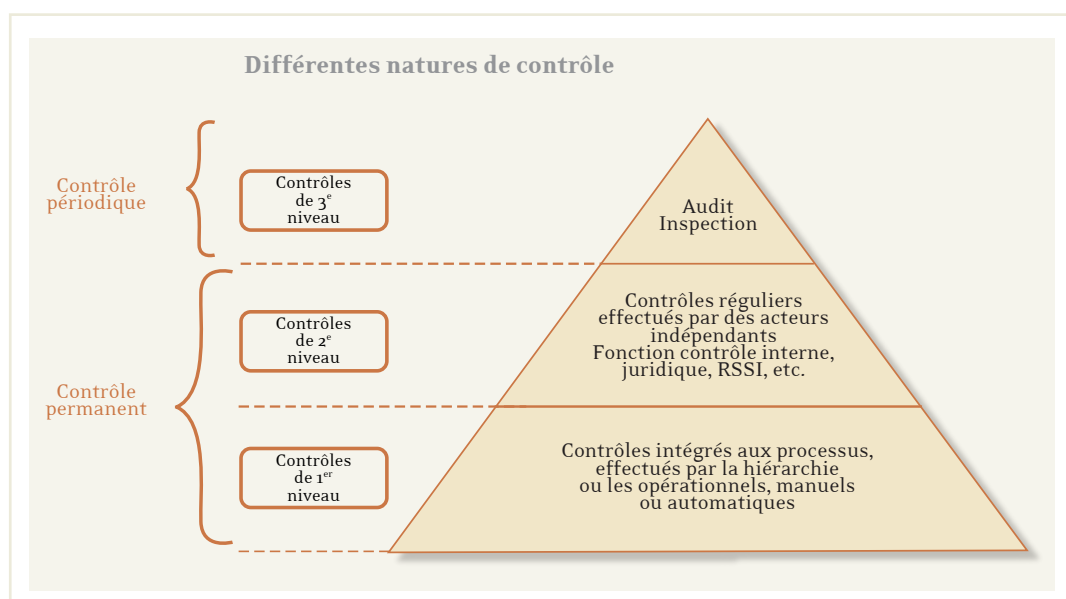 Différentes natures de contrôle
Contrôle
périodique
Contrôles
de 3e
niveau
Audit
Inspection
Contrôle
permanent
Contrôles
de 2e
niveau
Contrôles réguliers
effectués par des acteurs
indépendants
Fonction contrôle interne,
juridique, RSSI, etc.
Contrôles
de 1er
niveau
Contrôles intégrés aux processus,
effectués par la hiérarchie
ou les opérationnels, manuels
ou automatiques